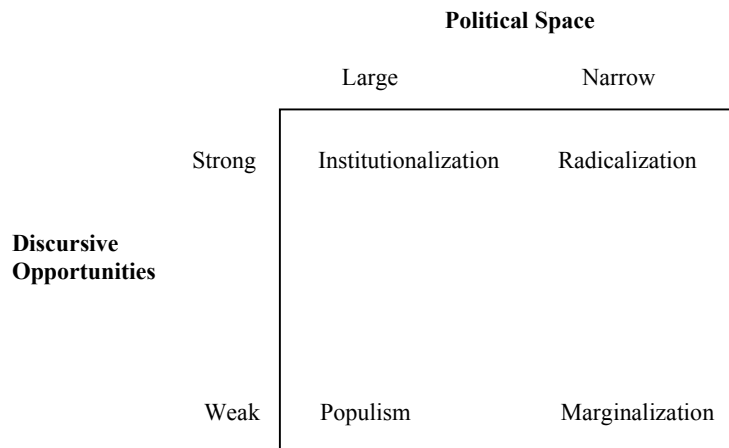 Political Space
Large Narrow
Strong Institutionalization Radicalization
Discursive
Opportunities
Weak Populism Marginalization